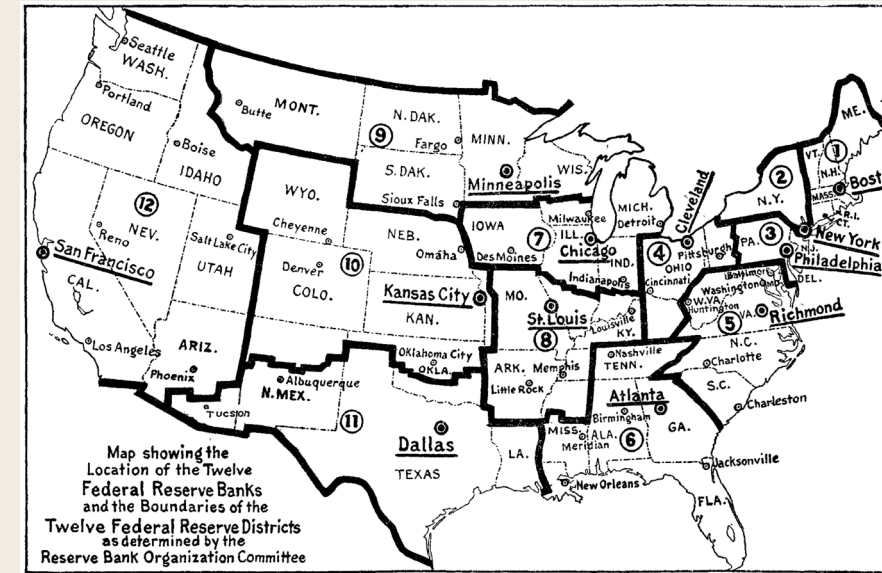 Seattle
WASH.
Portland
OREGON
Butte
MONT.
Boise
IDAHO
N. DAK.
9
Fargo
MINN.
S. DAK.
Sioux Falls
Minneapolis
WIS.
ME.
VT.
1
N.H.
MASS.
Bost
R.I.
CT.
2
N.Y.
New York
12
NEV.
Reno
San Francisco
CAL.
Salt Lake City
UTAH
WYO.
Cheyenne
NEB.
Omaha
IOWA
Des Moines
7
Milwaukee
ILL.
Chicago
IND.
Indianapolis
MICH.
Detroit
Cleveland
4
OHIO
Cincinnati
Pittsburgh
PA.
3
N.J.
Philadelphia
DEL.
Baltimore
MD.
Washington
W.VA.
Huntington
5
VA.
Richmond
10
Denver
COLO.
Kansas City
KAN.
MO.
St. Louis
8
Louisville
KY.
N.C.
Charlotte
S.C.
Charleston
Los Angeles
ARIZ.
Phoenix
Tucsion
Albuquerque
N. MEX.
Oklahoma City
OKLA.
ARK.
Little Rock
Memphis
Nashville
TENN.
Atlanta
Birmingham
GA.
11
Dallas
TEXAS
LA.
MISS.
Meridian
ALA.
6
New Orleans
Jacksonville
FLA.
Map showing the
Location of the Twelve
Federal Reserve Banks
and the Boundaries of the
Twelve Federal Reserve Districts
as determined by the
Reserve Bank Organization Committee